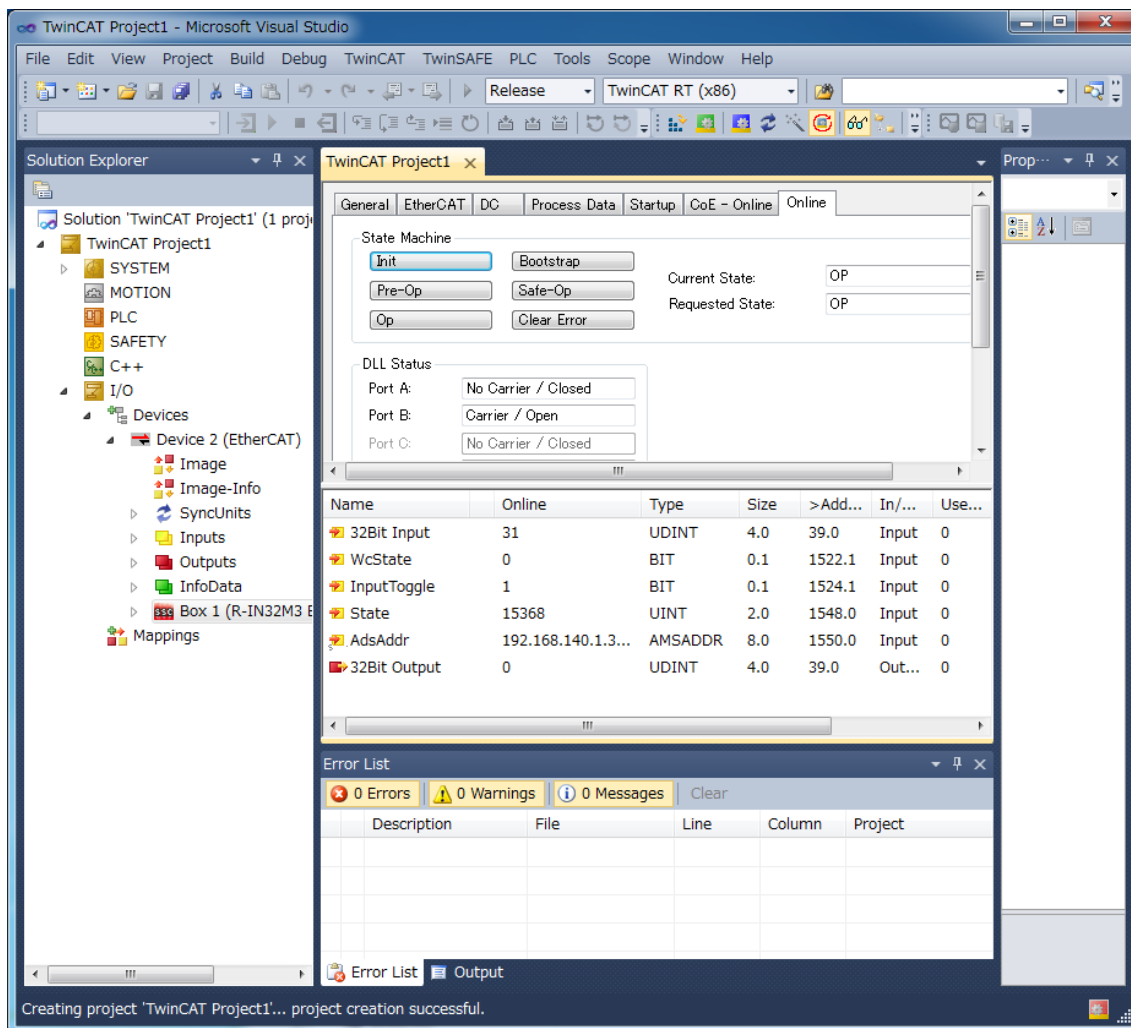 TwinCAT Project1 - Microsoft Visual Studio
File Edit View Project Build Debug TwinCAT TwinSAFE PLC Tools Scope Window Help
Release TwinCAT RT (x86)
Solution Explorer
Solution 'TwinCAT Project1' (1 proj
TwinCAT Project1
SYSTEM
MOTION
PLC
SAFETY
C++
I/O
Devices
Device 2 (EtherCAT)
Image
Image-Info
SyncUnits
Inputs
Outputs
InfoData
Box 1 (R-IN32M3 E
Mappings
TwinCAT Project1
General EtherCAT DC Process Data Startup CoE - Online Online
State Machine
Init Bootstrap
Pre-Op Safe-Op
Op Clear Error
Current State: OP
Requested State: OP
DLL Status
Port A: No Carrier / Closed
Port B: Carrier / Open
Port C: No Carrier / Closed
Name Online Type Size >Add... In/... Use...
32Bit Input 31 UDINT 4.0 39.0 Input 0
WcState 0 BIT 0.1 1522.1 Input 0
InputToggle 1 BIT 0.1 1524.1 Input 0
State 15368 UINT 2.0 1548.0 Input 0
AdsAddr 192.168.140.1.3... AMSADDR 8.0 1550.0 Input 0
32Bit Output 0 UDINT 4.0 39.0 Out... 0
Error List
0 Errors 0 Warnings 0 Messages Clear
Description File Line Column Project
Error List Output
Prop...
Creating project 'TwinCAT Project1'... project creation successful.